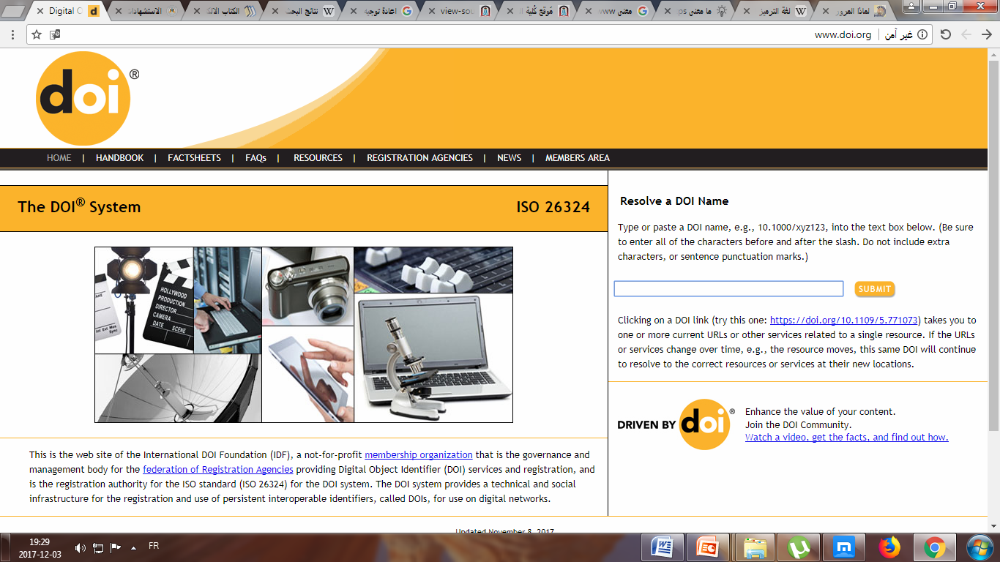 Digital O
الاستشهادات
الكتاب الالك
نتائج البحث
اعادة توجيه
view-sou
موقع كلية ال
معنى www
ما معنى ps
لغة الترميز
لماذا المرور
www.doi.org
غير آمن
doi®
HOME | HANDBOOK | FACTSHEETS | FAQs | RESOURCES | REGISTRATION AGENCIES | NEWS | MEMBERS AREA
The DOI® System
ISO 26324
HOLLYWOOD
PRODUCTION
DIRECTOR
CAMERA
DATE SCENE
TAKE
Int Ext Mos
Sync
This is the web site of the International DOI Foundation (IDF), a not-for-profit membership organization that is the governance and
management body for the federation of Registration Agencies providing Digital Object Identifier (DOI) services and registration, and
is the registration authority for the ISO standard (ISO 26324) for the DOI system. The DOI system provides a technical and social
infrastructure for the registration and use of persistent interoperable identifiers, called DOIs, for use on digital networks.
Resolve a DOI Name
Type or paste a DOI name, e.g., 10.1000/xyz123, into the text box below. (Be sure
to enter all of the characters before and after the slash. Do not include extra
characters, or sentence punctuation marks.)
SUBMIT
Clicking on a DOI link (try this one: https://doi.org/10.1109/5.771073) takes you to
one or more current URLs or other services related to a single resource. If the URLs
or services change over time, e.g., the resource moves, this same DOI will continue
to resolve to the correct resources or services at their new locations.
DRIVEN BY doi®
Enhance the value of your content.
Join the DOI Community.
Watch a video, get the facts, and find out how.
Updated November 8, 2017
19:29
2017-12-03
FR